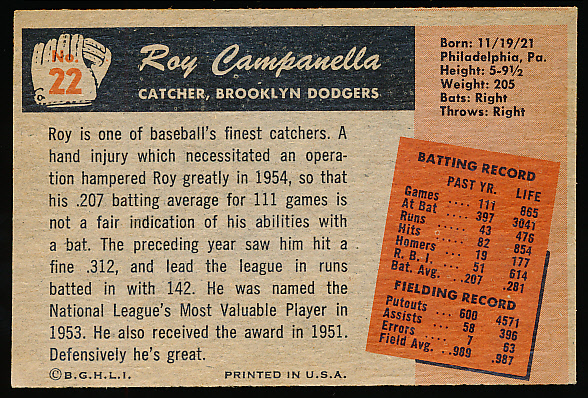 No.
22
Co.
Roy Campanella
CATCHER, BROOKLYN DODGERS
Born: 11/19/21
Philadelphia, Pa.
Height: 5-9½
Weight: 205
Bats: Right
Throws: Right
Roy is one of baseball's finest catchers. A
hand injury which necessitated an opera-
tion hampered Roy greatly in 1954, so that
his .207 batting average for 111 games is
not a fair indication of his abilities with
a bat. The preceding year saw him hit a
fine .312, and lead the league in runs
batted in with 142. He was named the
National League's Most Valuable Player in
1953. He also received the award in 1951.
Defensively he's great.
BATTING RECORD
PAST YR. LIFE
Games .... 111 865
At Bat .... 397 3041
Runs .... 43 476
Hits .... 82 854
Homers .... 19 177
R. B. I. .... 51 614
Bat. Avg. .. .207 .281
FIELDING RECORD
Putouts .. 600 4571
Assists ... 58 396
Errors ... 7 63
Field Avg. .. .989 .987
©B.G.H.L.I. PRINTED IN U.S.A.